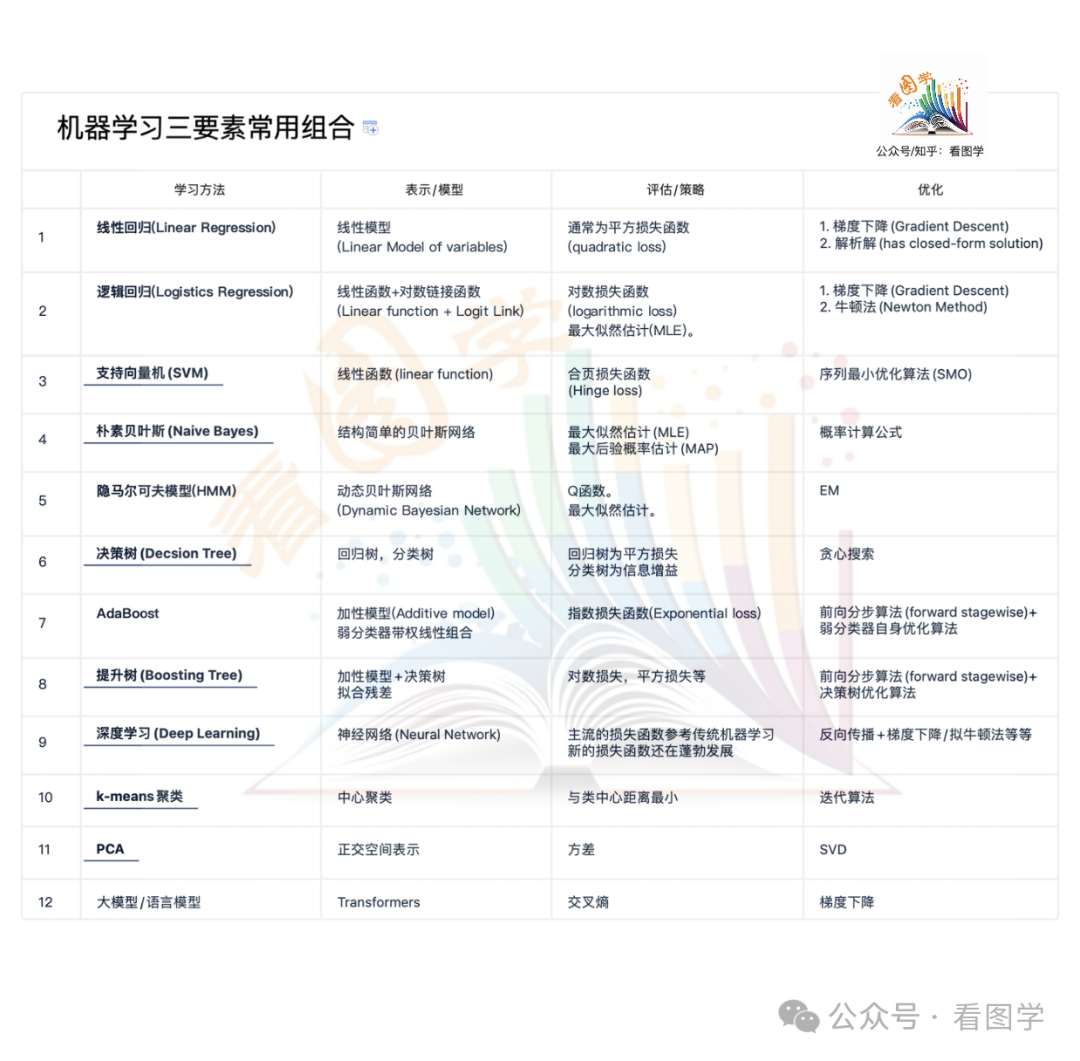 看图学
机器学习三要素常用组合
公众号/知乎：看图学
学习方法 表示/模型 评估/策略 优化
1 线性回归(Linear Regression) 线性模型 通常为平方损失函数 1. 梯度下降 (Gradient Descent)
(Linear Model of variables) (quadratic loss) 2. 解析解 (has closed-form solution)
2 逻辑回归(Logistics Regression) 线性函数+对数链接函数 对数损失函数 1. 梯度下降 (Gradient Descent)
(Linear function + Logit Link) (logarithmic loss) 2. 牛顿法 (Newton Method)
最大似然估计(MLE)。
3 支持向量机 (SVM) 线性函数 (linear function) 合页损失函数 序列最小优化算法 (SMO)
(Hinge loss)
4 朴素贝叶斯 (Naive Bayes) 结构简单的贝叶斯网络 最大似然估计 (MLE) 概率计算公式
最大后验概率估计 (MAP)
5 隐马尔可夫模型(HMM) 动态贝叶斯网络 Q函数。 EM
(Dynamic Bayesian Network) 最大似然估计。
6 决策树 (Decsion Tree) 回归树，分类树 回归树为平方损失 贪心搜索
分类树为信息增益
7 AdaBoost 加性模型(Additive model) 指数损失函数(Exponential loss) 前向分步算法 (forward stagewise)+
弱分类器带权线性组合 弱分类器自身优化算法
8 提升树 (Boosting Tree) 加性模型+决策树 对数损失，平方损失等 前向分步算法 (forward stagewise)+
拟合残差 决策树优化算法
9 深度学习 (Deep Learning) 神经网络 (Neural Network) 主流的损失函数参考传统机器学习 反向传播+梯度下降/拟牛顿法等等
新的损失函数还在蓬勃发展
10 k-means 聚类 中心聚类 与类中心距离最小 迭代算法
11 PCA 正交空间表示 方差 SVD
12 大模型/语言模型 Transformers 交叉熵 梯度下降
看图学
公众号 · 看图学